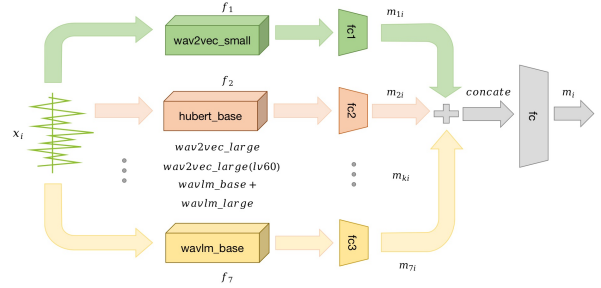 f1
wav2vec_small
fc1
m1i
f2
hubert_base
fc2
m2i
concate
fc
mi
xi
wav2vec_large
wav2vec_large(lv60)
wavlm_base +
wavlm_large
mki
wavlm_base
fc3
f7
m7i